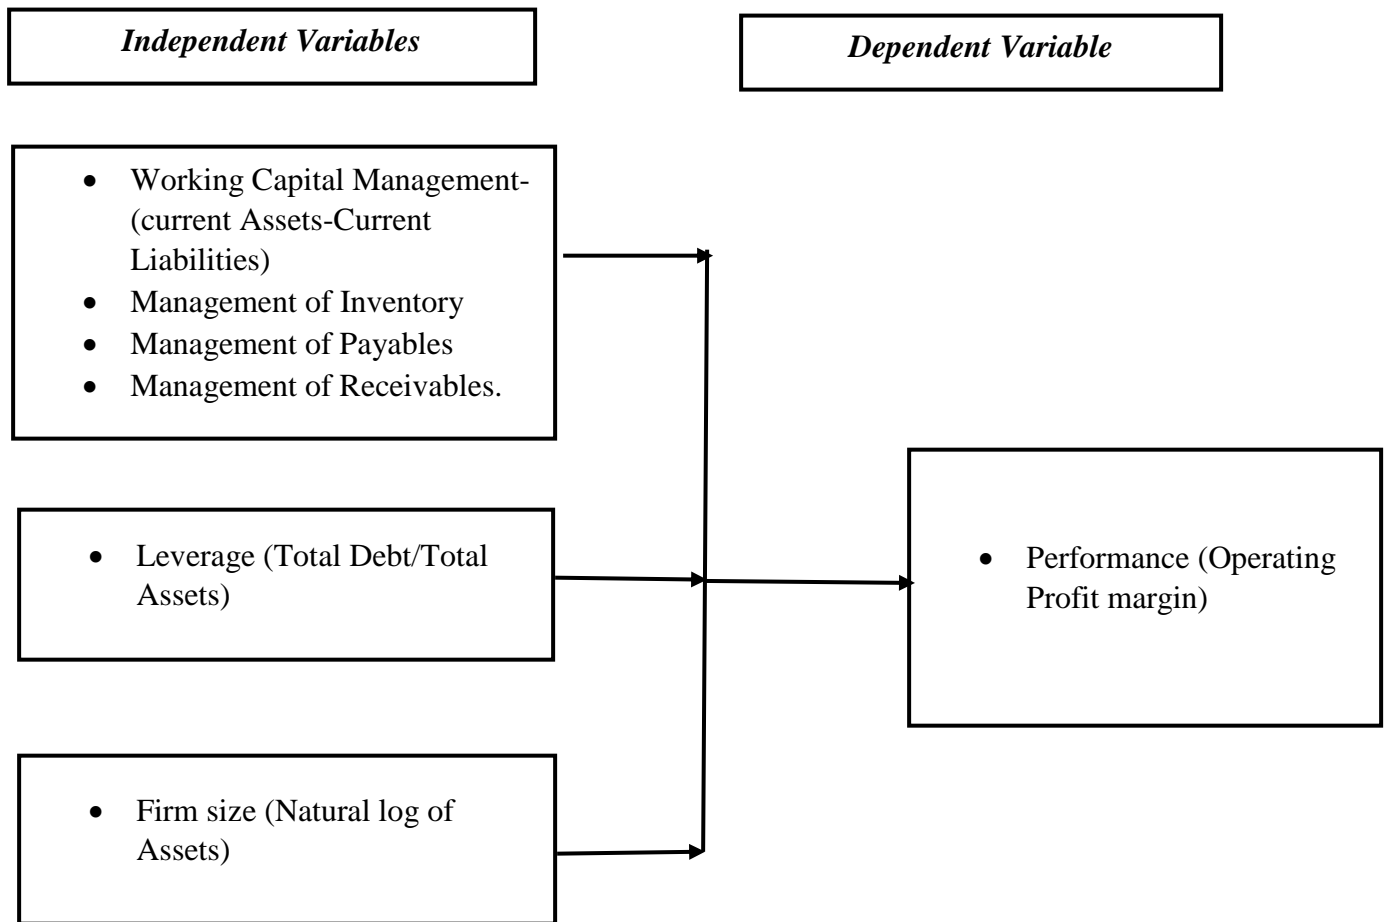 Independent Variables
Dependent Variable
• Working Capital Management-
(current Assets-Current
Liabilities)
• Management of Inventory
• Management of Payables
• Management of Receivables.
• Leverage (Total Debt/Total
Assets)
• Performance (Operating
Profit margin)
• Firm size (Natural log of
Assets)